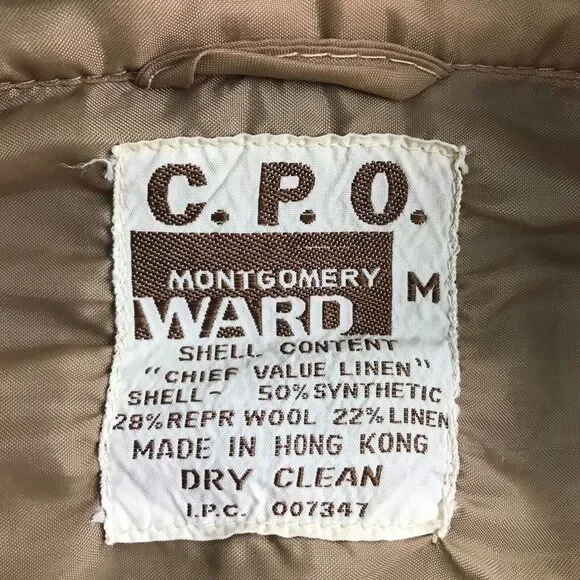 C.P.O.
MONTGOMERY
WARD
M
SHELL CONTENT
"CHIEF VALUE LINEN"
SHELL- 50% SYNTHETIC
28% REPR WOOL 22% LINEN
MADE IN HONG KONG
DRY CLEAN
I.P.C. 007347